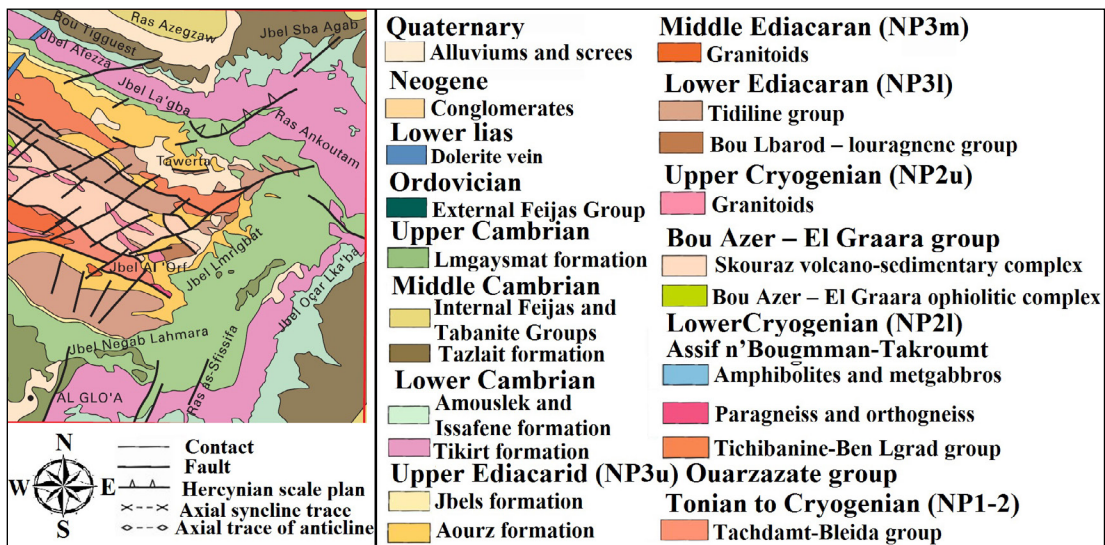 Ras Azegzaw
Bou Tigguest
Jbel Sba Agab
Jbel Afezza
Jbel La'gba
Ras Ankoutam
Towerta
Jbel Al 'Orf
Jbel Lmrigbat
Jbel Oçar Lka'ba
Jbel Negab Lahmara
Ras as-Sfissifa
AL GLO'A
N
W
E
S
Contact
Fault
Hercynian scale plan
Axial syncline trace
Axial trace of anticline
Quaternary
Alluviums and screes
Neogene
Conglomerates
Lower lias
Dolerite vein
Ordovician
External Feijas Group
Upper Cambrian
Lmgaysmat formation
Middle Cambrian
Internal Feijas and
Tabanite Groups
Tazlait formation
Lower Cambrian
Amouslek and
Issafene formation
Tikirt formation
Upper Ediacarid (NP3u) Ouarzazate group
Jbels formation
Aourz formation
Middle Ediacaran (NP3m)
Granitoids
Lower Ediacaran (NP3l)
Tidiline group
Bou Lbarod – louragnenc group
Upper Cryogenian (NP2u)
Granitoids
Bou Azer – El Graara group
Skouraz volcano-sedimentary complex
Bou Azer – El Graara ophiolitic complex
LowerCryogenian (NP2l)
Assif n'Bougmman-Takroumt
Amphibolites and metgabbros
Paragneiss and orthogneiss
Tichibanine-Ben Lgrad group
Tonian to Cryogenian (NP1-2)
Tachdamt-Bleida group